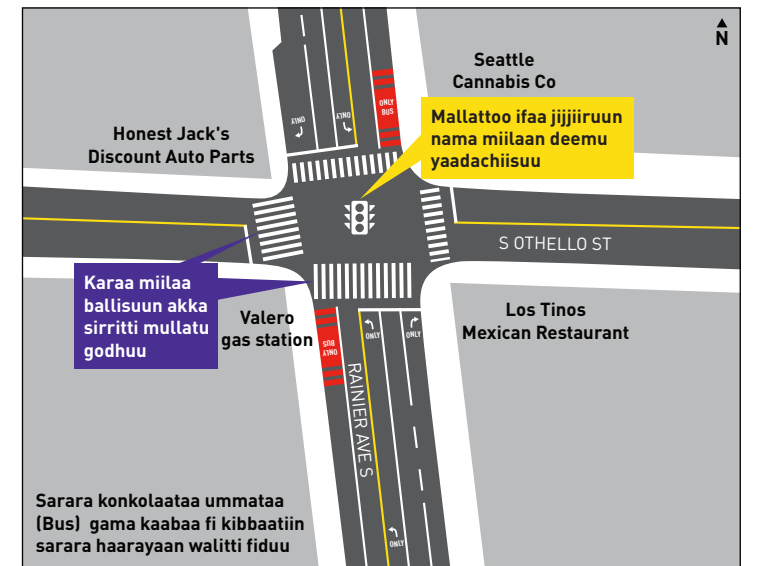 N
Seattle
Cannabis Co
Mallattoo ifaa jijjiiruun
nama miilaan deemu
yaadachiisuu
Honest Jack's
Discount Auto Parts
ONLY
ONLY
ONLY
BUS
S OTHELLO ST
Karaa miilaa
ballisuun akka
sirritti mullatu
godhuu
Valero
gas station
Los Tinos
Mexican Restaurant
ONLY
BUS
ONLY
ONLY
RAINIER AVE S
ONLY
Sarara konkolaataa ummataa
(Bus) gama kaabaa fi kibbaatiin
sarara haarayaan walitti fiduu